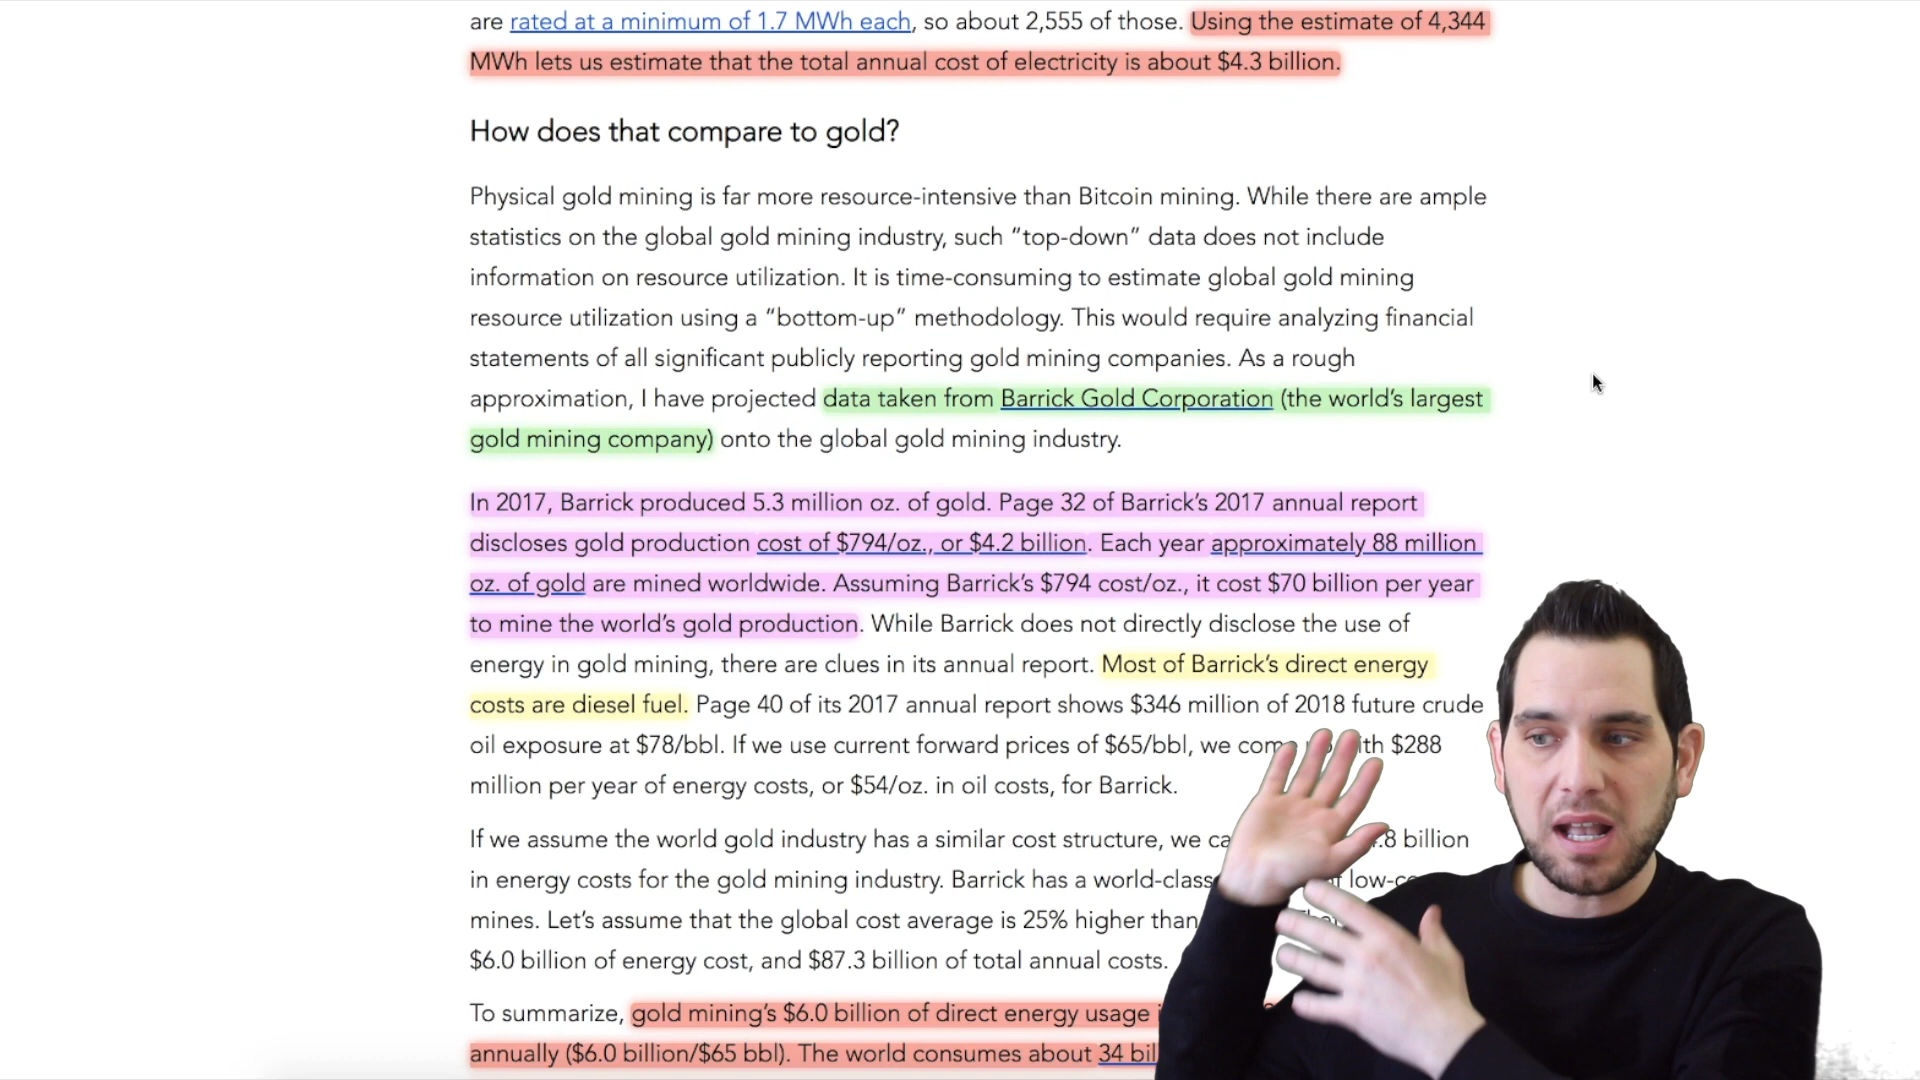 are rated at a minimum of 1.7 MWh each, so about 2,555 of those. Using the estimate of 4,344
MWh lets us estimate that the total annual cost of electricity is about $4.3 billion.
How does that compare to gold?
Physical gold mining is far more resource-intensive than Bitcoin mining. While there are ample
statistics on the global gold mining industry, such “top-down” data does not include
information on resource utilization. It is time-consuming to estimate global gold mining
resource utilization using a “bottom-up” methodology. This would require analyzing financial
statements of all significant publicly reporting gold mining companies. As a rough
approximation, I have projected data taken from Barrick Gold Corporation (the world’s largest
gold mining company) onto the global gold mining industry.
In 2017, Barrick produced 5.3 million oz. of gold. Page 32 of Barrick’s 2017 annual report
discloses gold production cost of $794/oz., or $4.2 billion. Each year approximately 88 million
oz. of gold are mined worldwide. Assuming Barrick’s $794 cost/oz., it cost $70 billion per year
to mine the world’s gold production. While Barrick does not directly disclose the use of
energy in gold mining, there are clues in its annual report. Most of Barrick’s direct energy
costs are diesel fuel. Page 40 of its 2017 annual report shows $346 million of 2018 future crude
oil exposure at $78/bbl. If we use current forward prices of $65/bbl, we $288
million per year of energy costs, or $54/oz. in oil costs, for Barrick.
If we assume the world gold industry has a similar cost structure, we billion
in energy costs for the gold mining industry. Barrick has a world-class
mines. Let’s assume that the global cost average is 25% higher than
$6.0 billion of energy cost, and $87.3 billion of total annual costs.
To summarize, gold mining’s $6.0 billion of direct energy usage
annually ($6.0 billion/$65 bbl). The world consumes about 34